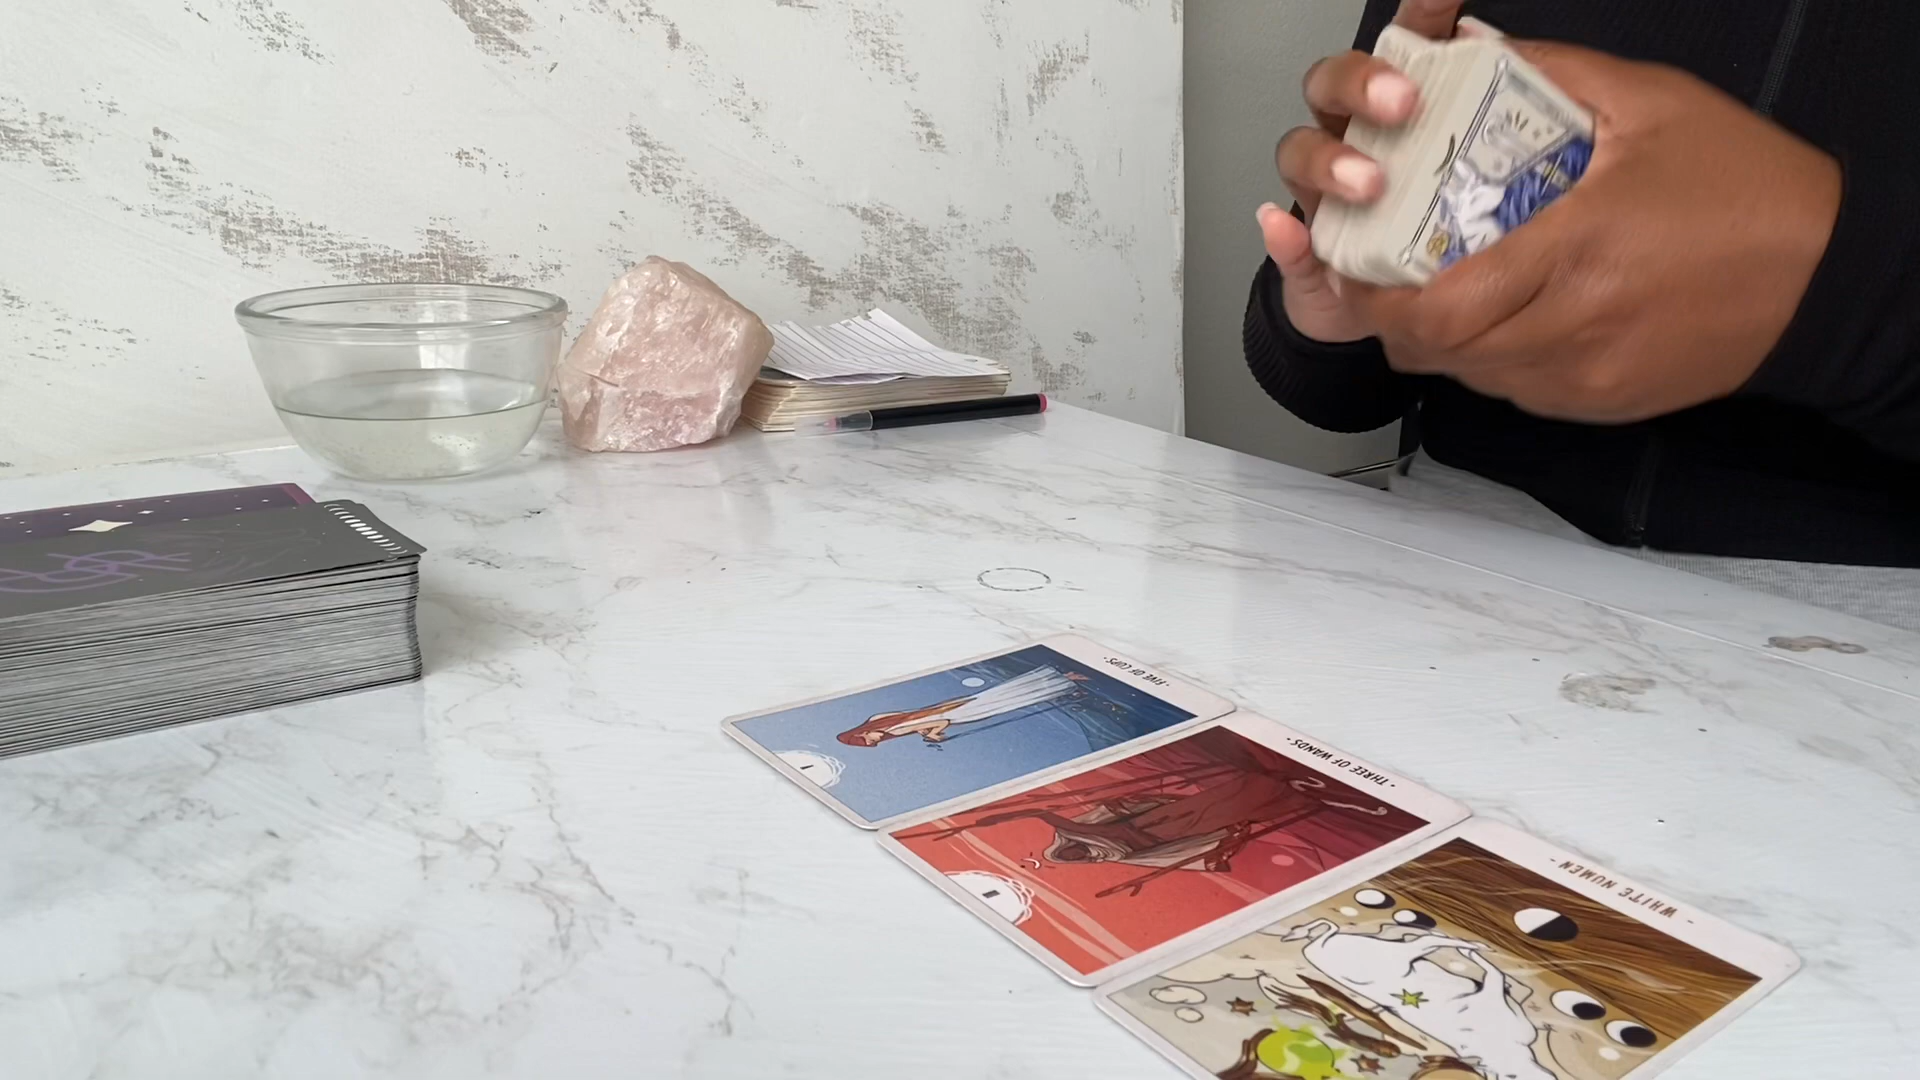 • FIVE OF CUPS •
• THREE OF WANDS •
- WHITE NUMEN -